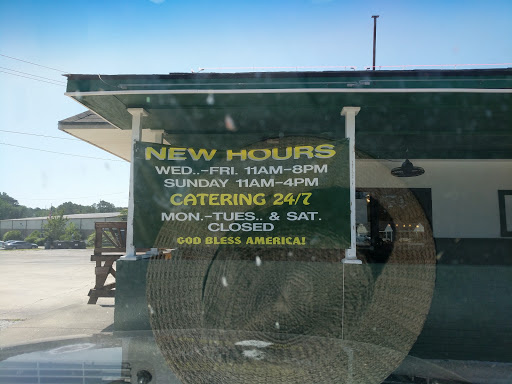 NEW HOURS
WED..-FRI. 11AM-8PM
SUNDAY 11AM-4PM
CATERING 24/7
MON.-TUES.. & SAT.
CLOSED
GOD BLESS AMERICA!